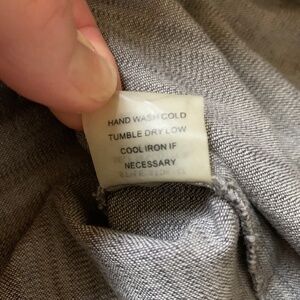 HAND WASH COLD
TUMBLE DRY LOW
COOL IRON IF
NECESSARY